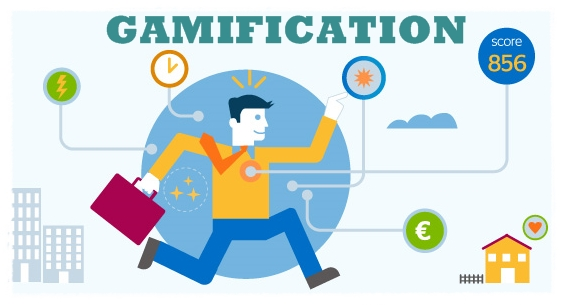 GAMIFICATION
score
856
€